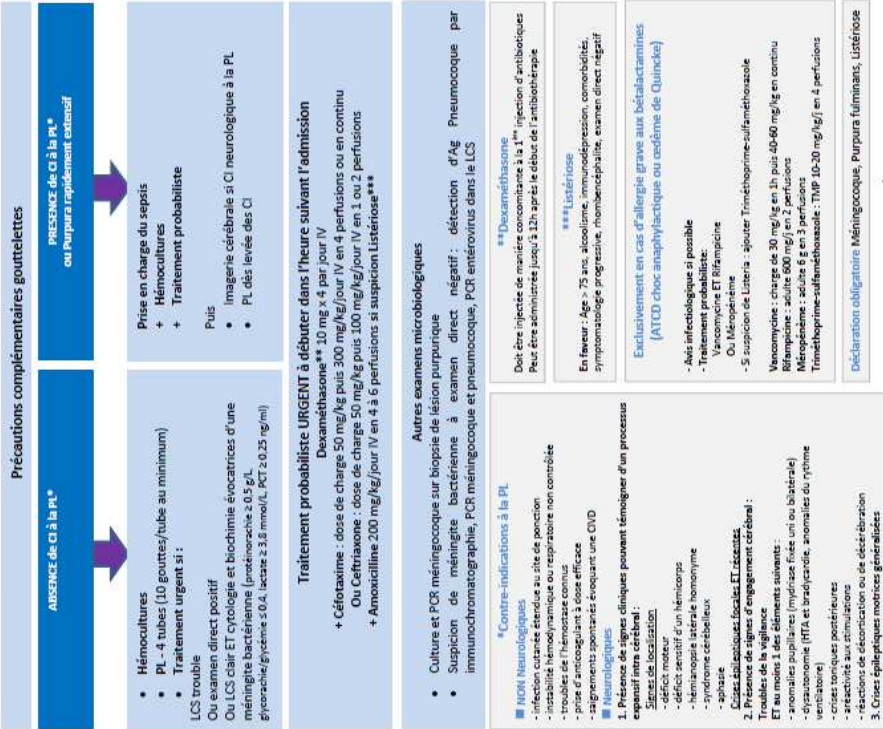 Précautions complémentaires gouttelettes
ABSENCE de CI à la PL*
• Hémocultures
• PL - 4 tubes (10 gouttes/tube au minimum)
• Traitement urgent si :
LCS trouble
Ou examen direct positif
Ou LCS clair ET cytologie et biochimie évocatrices d'une
méningite bactérienne (protéinorachie ≥ 0,5 g/L,
glycorachie/glycémie ≤ 0,4, lactate ≥ 3,8 mmol/L, PCT ≥ 0,25 ng/ml)
PRESENCE de CI à la PL*
ou Purpura rapidement extensif
Prise en charge du sepsis
+ Hémocultures
+ Traitement probabiliste
Puis
• Imagerie cérébrale si CI neurologique à la PL
• PL dès levée des CI
Traitement probabiliste URGENT à débuter dans l'heure suivant l'admission
Dexaméthasone** 10 mg x 4 par jour IV
+ Céfotaxime : dose de charge 50 mg/kg puis 300 mg/kg/jour IV en 4 perfusions ou en continu
Ou Ceftriaxone : dose de charge 50 mg/kg puis 100 mg/kg/jour IV en 1 ou 2 perfusions
+ Amoxicilline 200 mg/kg/jour IV en 4 à 6 perfusions si suspicion Listériose***
Autres examens microbiologiques
• Culture et PCR méningocoque sur biopsie de lésion purpurique
• Suspicion de méningite bactérienne à examen direct négatif : détection d'Ag Pneumocoque par
immunochromatographie, PCR méningocoque et pneumocoque, PCR entérovirus dans le LCS
*Contre-indications à la PL
■ NON Neurologiques
- infection cutanée étendue au site de ponction
- instabilité hémodynamique ou respiratoire non contrôlée
- troubles de l'hémostase connus
- prise d'anticoagulant à dose efficace
- saignements spontanés évoquant une CIVD
■ Neurologiques
1. Présence de signes cliniques pouvant témoigner d'un processus
expansif intra cérébral :
Signes de localisation
- déficit moteur
- déficit sensitif d'un hémicorps
- hémianopsie latérale homonyme
- syndrome cérébelleux
- aphasie
Crises épileptiques focales ET récentes
2. Présence de signes d'engagement cérébral :
Troubles de la vigilance
ET au moins 1 des éléments suivants :
- anomalies pupillaires (mydriase fixée uni ou bilatérale)
- dysautonomie (HTA et bradycardie, anomalies du rythme
ventilatoire)
- crises toniques postérieures
- aréactivité aux stimulations
- réactions de décortication ou de décérébration
3. Crises épileptiques motrices généralisées
**Dexaméthasone
Doit être injectée de manière concomitante à la 1ère injection d'antibiotiques
Peut être administrée jusqu'à 12h après le début de l'antibiothérapie
***Listériose
En faveur : Age > 75 ans, alcoolisme, immunodépression, comorbidités,
symptomatologie progressive, rhombencéphalite, examen direct négatif
Exclusivement en cas d'allergie grave aux bétalactamines
(ATCD choc anaphylactique ou œdème de Quincke)
- Avis infectiologique si possible
- Traitement probabiliste:
Vancomycine ET Rifampicine
Ou Méropénème
- Si suspicion de Listeria : ajouter Triméthoprime-sulfaméthoxazole
Vancomycine : charge de 30 mg/kg en 1h puis 40-60 mg/kg en continu
Rifampicine : adulte 600 mg/j en 2 perfusions
Méropénème : adulte 6 g en 3 perfusions
Triméthoprime-sulfaméthoxazole : TMP 10-20 mg/kg/j en 4 perfusions
Déclaration obligatoire Méningocoque, Purpura fulminans, Listériose